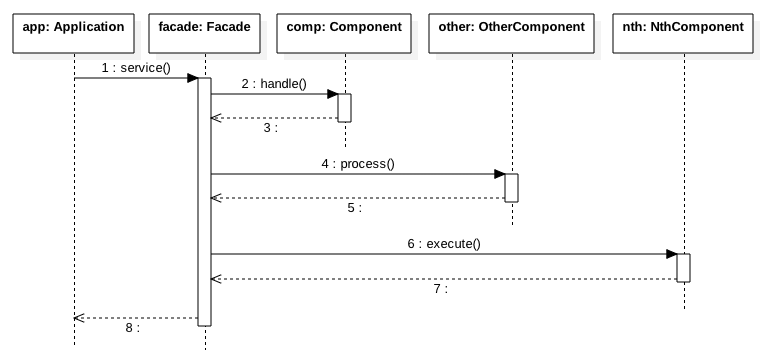 app: Application
facade: Facade
comp: Component
other: OtherComponent
nth: NthComponent
1 : service()
2 : handle()
3 :
4 : process()
5 :
6 : execute()
7 :
8 :